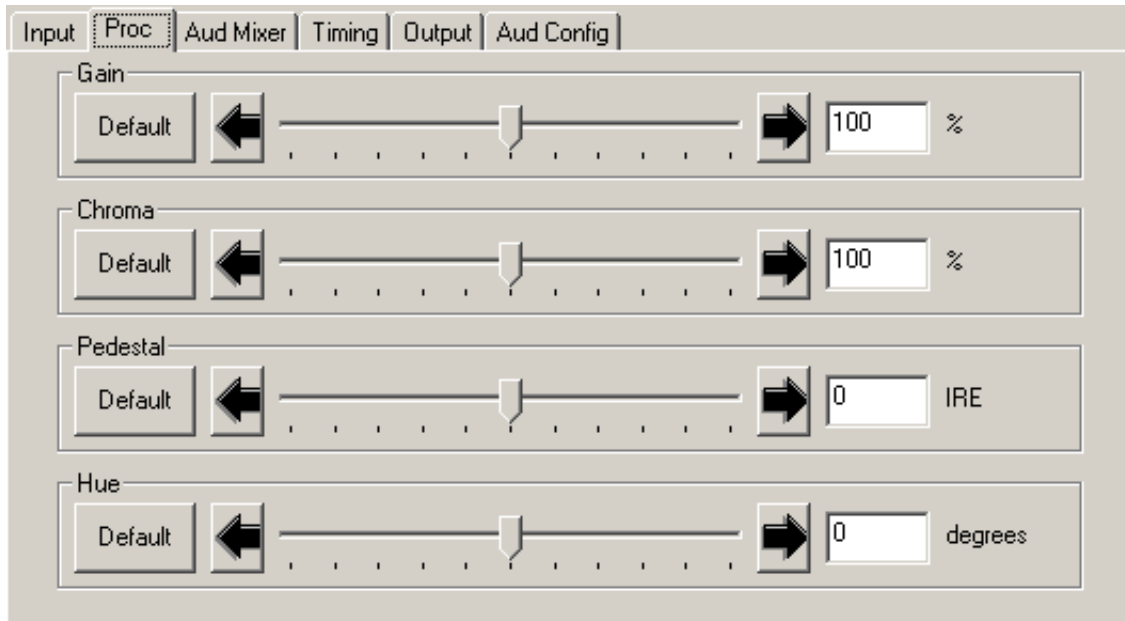 Input Proc Aud Mixer Timing Output Aud Config
Gain
Default 100 %
Chroma
Default 100 %
Pedestal
Default 0 IRE
Hue
Default 0 degrees